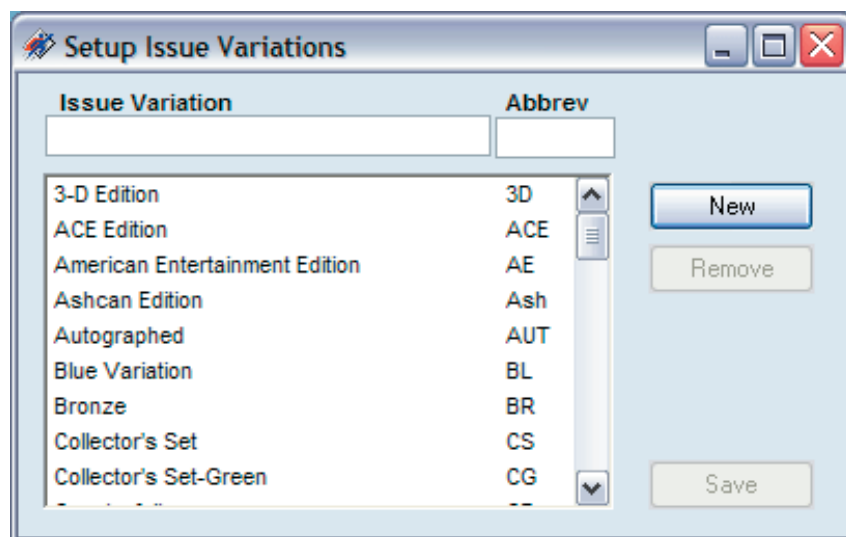 Setup Issue Variations
Issue Variation Abbrev
3-D Edition 3D
ACE Edition ACE
American Entertainment Edition AE
Ashcan Edition Ash
Autographed AUT
Blue Variation BL
Bronze BR
Collector's Set CS
Collector's Set-Green CG
New
Remove
Save